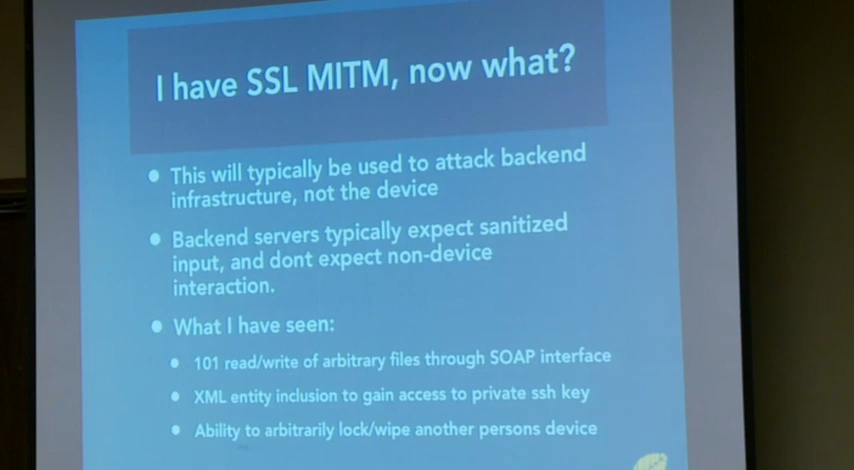 I have SSL MITM, now what?
• This will typically be used to attack backend
infrastructure, not the device
• Backend servers typically expect sanitized
input, and dont expect non-device
interaction.
• What I have seen:
• 101 read/write of arbitrary files through SOAP interface
• XML entity inclusion to gain access to private ssh key
• Ability to arbitrarily lock/wipe another persons device